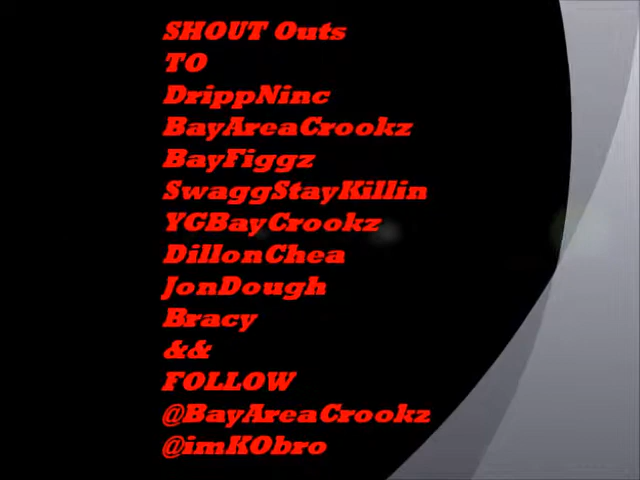 SHOUT Outs
TO
DrippNinc
BayAreaCrookz
BayFiggz
SwaggStayKillin
YGBayCrookz
DillonChea
JonDough
Bracy
&&
FOLLOW
@BayAreaCrookz
@imKObro